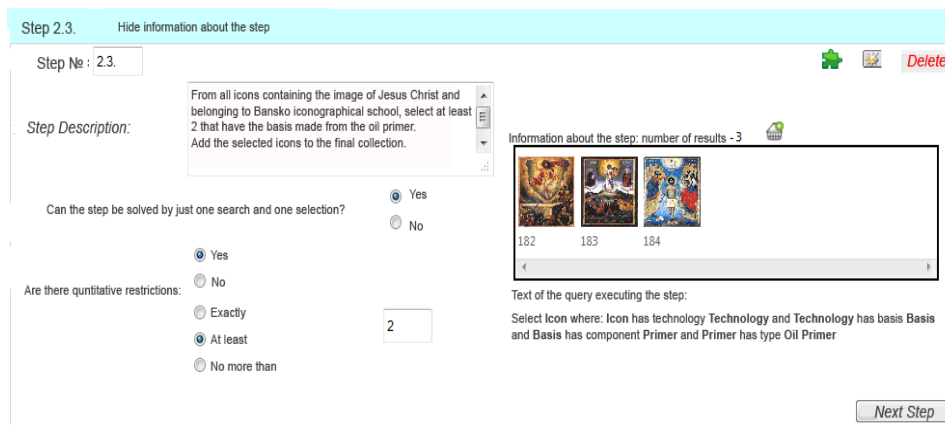 Step 2.3.
Hide information about the step
Step № : 2.3.
Delete
Step Description:
From all icons containing the image of Jesus Christ and
belonging to Bansko iconographical school, select at least
2 that have the basis made from the oil primer.
Add the selected icons to the final collection.
Information about the step: number of results - 3
182
183
184
Can the step be solved by just one search and one selection?
Yes
No
Are there quntitative restrictions:
Yes
No
Exactly
At least
No more than
2
Text of the query executing the step:
Select Icon where: Icon has technology Technology and Technology has basis Basis
and Basis has component Primer and Primer has type Oil Primer
Next Step